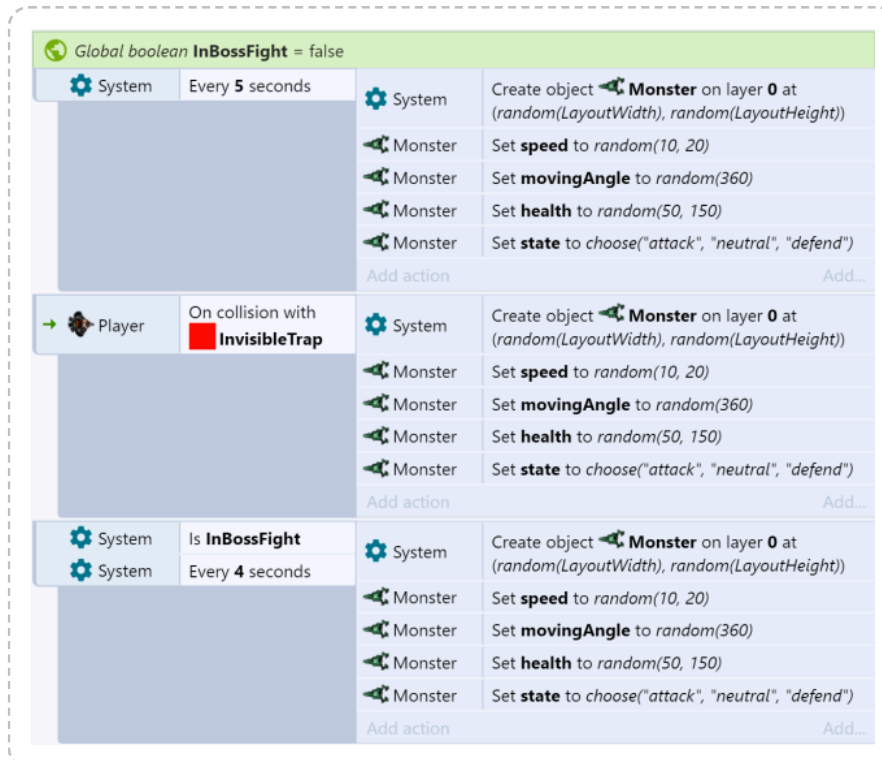 Global boolean InBossFight = false
System Every 5 seconds
System Create object Monster on layer 0 at
(random(LayoutWidth), random(LayoutHeight))
Monster Set speed to random(10, 20)
Monster Set movingAngle to random(360)
Monster Set health to random(50, 150)
Monster Set state to choose("attack", "neutral", "defend")
Add action Add...
Player On collision with
InvisibleTrap
System Create object Monster on layer 0 at
(random(LayoutWidth), random(LayoutHeight))
Monster Set speed to random(10, 20)
Monster Set movingAngle to random(360)
Monster Set health to random(50, 150)
Monster Set state to choose("attack", "neutral", "defend")
Add action Add...
System Is InBossFight
System Every 4 seconds
System Create object Monster on layer 0 at
(random(LayoutWidth), random(LayoutHeight))
Monster Set speed to random(10, 20)
Monster Set movingAngle to random(360)
Monster Set health to random(50, 150)
Monster Set state to choose("attack", "neutral", "defend")
Add action Add...